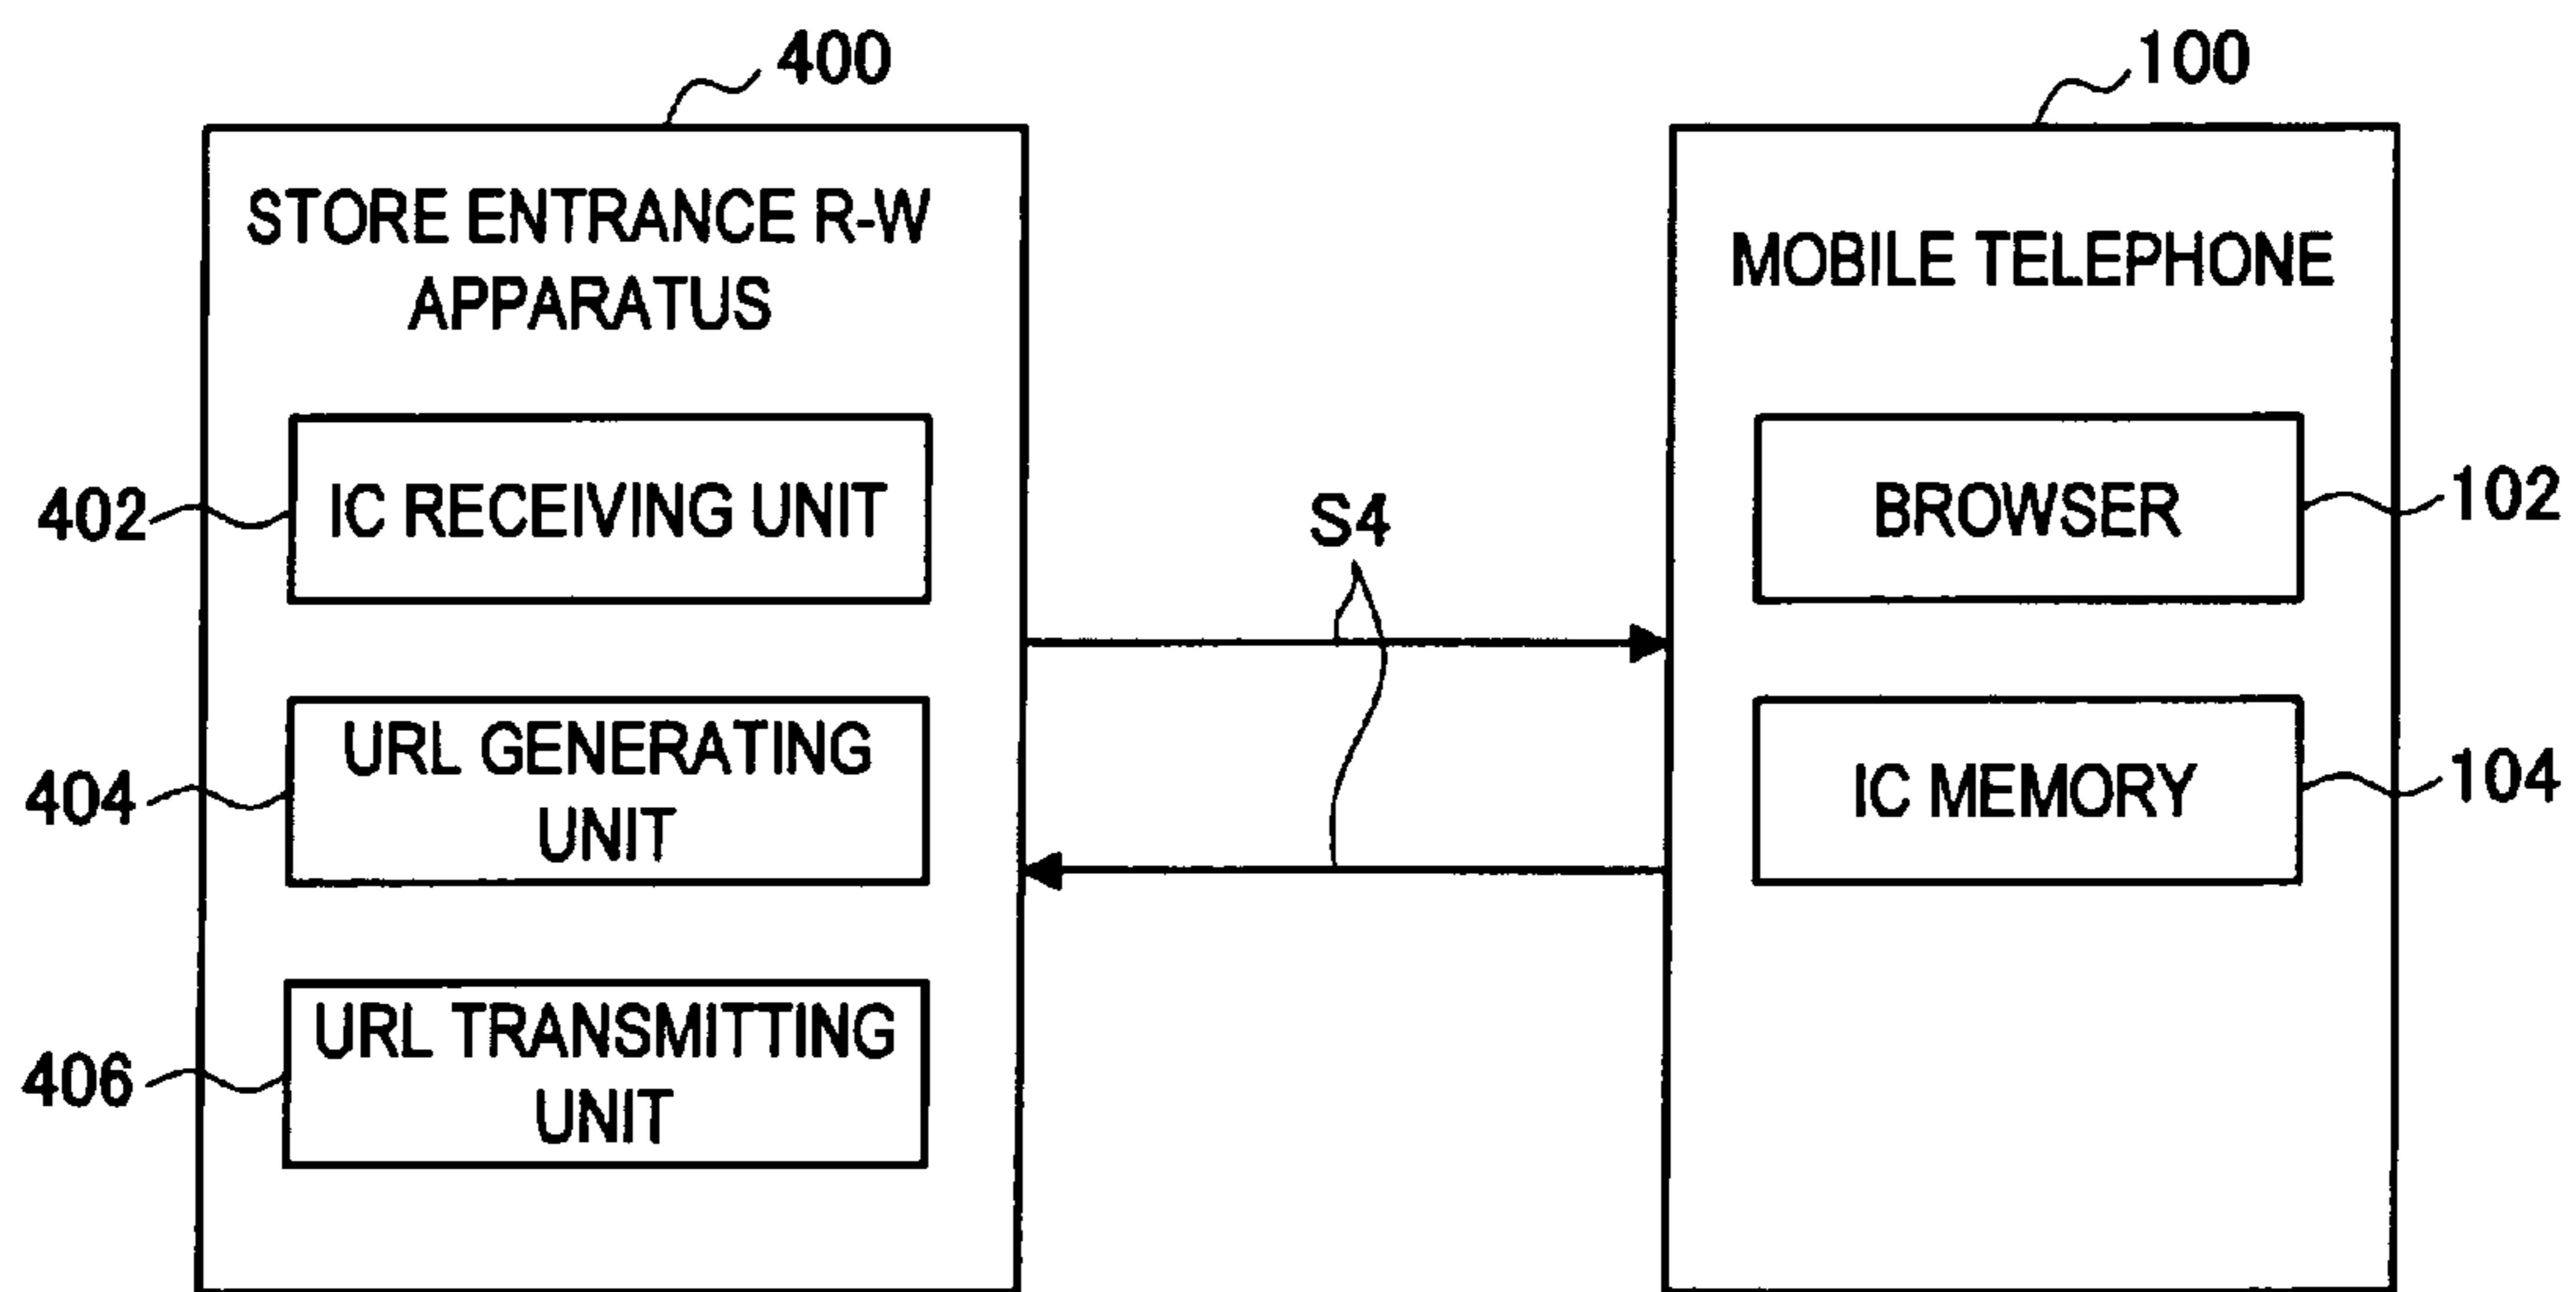 400
100
STORE ENTRANCE R-W
APPARATUS
MOBILE TELEPHONE
402
IC RECEIVING UNIT
S4
BROWSER
102
404
URL GENERATING
UNIT
IC MEMORY
104
406
URL TRANSMITTING
UNIT